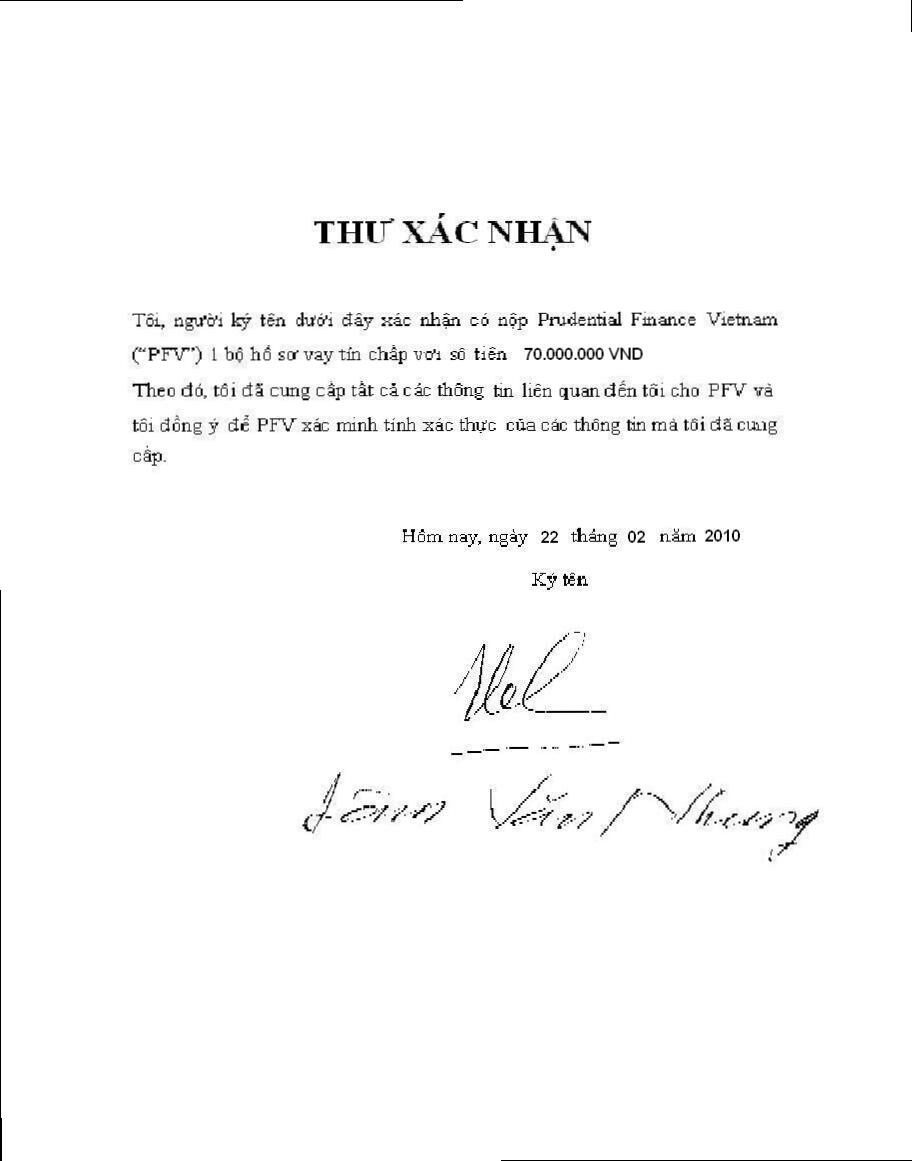 THƯ XÁC NHẬN
Tôi, người ký tên dưới đây xác nhận có nộp Prudential Finance Vietnam
("PFV") 1 bộ hồ sơ vay tín chấp vơi sô tiên 70.000.000 VND
Theo đó, tôi đã cung cấp tất cả các thông tin liên quan đến tôi cho PFV và
tôi đồng ý để PFV xác minh tính xác thực của các thông tin mà tôi đã cung
cấp.
Hôm nay, ngày 22 tháng 02 năm 2010
Ký tên
Văn Nhung